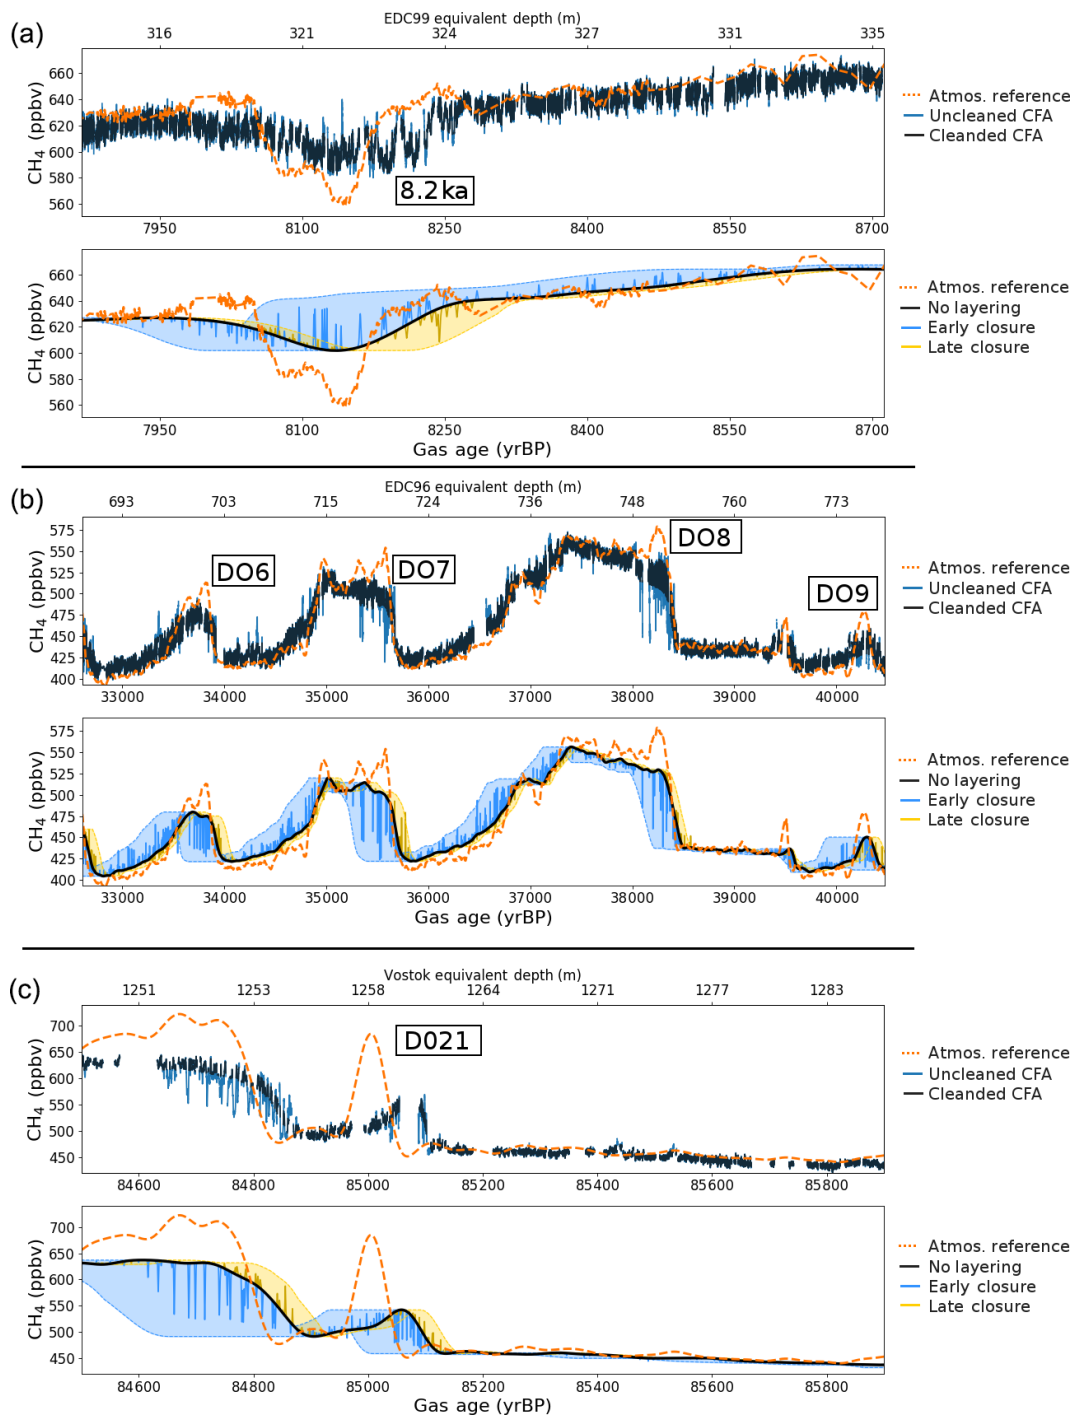 (a)
EDC99 equivalent depth (m)
316 321 324 327 331 335
CH4 (ppbv)
660
640
620
600
580
560
8.2ka
Atmos. reference
Uncleaned CFA
Cleanded CFA
7950 8100 8250 8400 8550 8700
CH4 (ppbv)
660
640
620
600
580
560
Atmos. reference
No layering
Early closure
Late closure
7950 8100 8250 8400 8550 8700
Gas age (yrBP)
(b)
EDC96 equivalent depth (m)
693 703 715 724 736 748 760 773
CH4 (ppbv)
575
550
525
500
475
450
425
400
DO6
DO7
DO8
DO9
Atmos. reference
Uncleaned CFA
Cleanded CFA
33000 34000 35000 36000 37000 38000 39000 40000
CH4 (ppbv)
575
550
525
500
475
450
425
400
Atmos. reference
No layering
Early closure
Late closure
33000 34000 35000 36000 37000 38000 39000 40000
Gas age (yrBP)
(c)
Vostok equivalent depth (m)
1251 1253 1258 1264 1271 1277 1283
CH4 (ppbv)
700
650
600
550
500
450
D021
Atmos. reference
Uncleaned CFA
Cleanded CFA
84600 84800 85000 85200 85400 85600 85800
CH4 (ppbv)
700
650
600
550
500
450
Atmos. reference
No layering
Early closure
Late closure
84600 84800 85000 85200 85400 85600 85800
Gas age (yrBP)